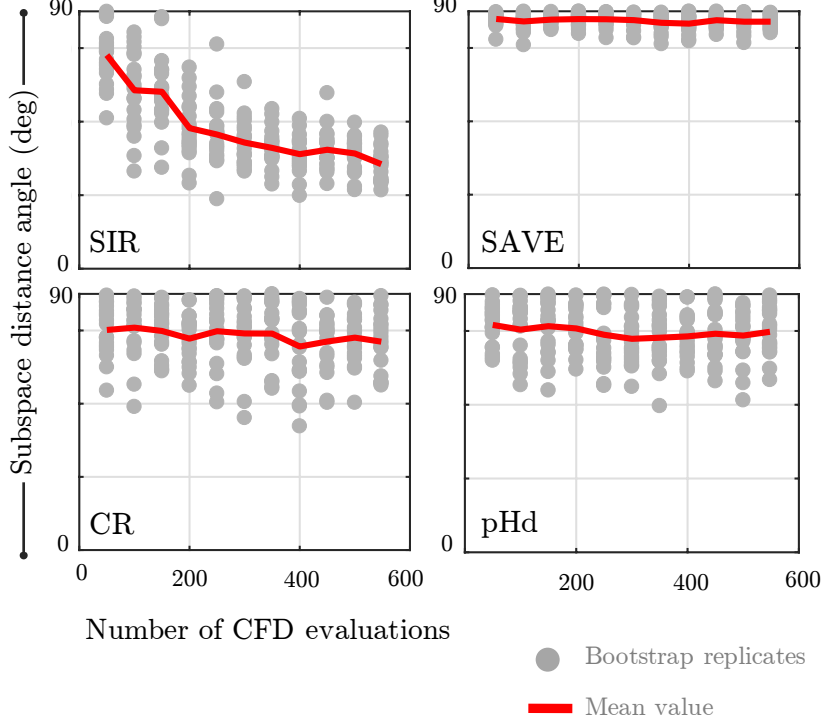 90
SIR
0
SAVE
90
0
Subspace distance angle (deg)
90
CR
0
0
200
400
600
90
pHd
0
200
400
600
Number of CFD evaluations
Bootstrap replicates
Mean value